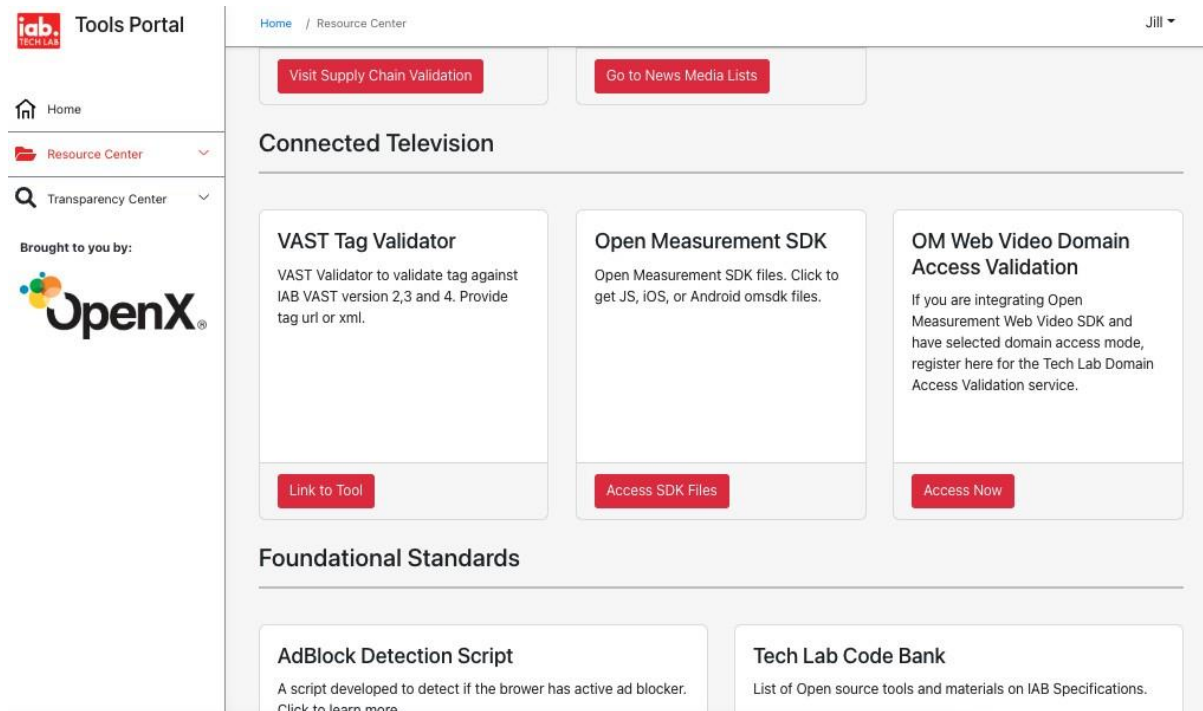 iab.
TECH LAB
Tools Portal
Home / Resource Center
Jill
Home
Resource Center
Transparency Center
Brought to you by:
OpenX®
Visit Supply Chain Validation
Go to News Media Lists
Connected Television
VAST Tag Validator
VAST Validator to validate tag against
IAB VAST version 2,3 and 4. Provide
tag url or xml.
Link to Tool
Open Measurement SDK
Open Measurement SDK files. Click to
get JS, iOS, or Android omsdk files.
Access SDK Files
OM Web Video Domain
Access Validation
If you are integrating Open
Measurement Web Video SDK and
have selected domain access mode,
register here for the Tech Lab Domain
Access Validation service.
Access Now
Foundational Standards
AdBlock Detection Script
A script developed to detect if the brower has active ad blocker.
Click to learn more
Tech Lab Code Bank
List of Open source tools and materials on IAB Specifications.